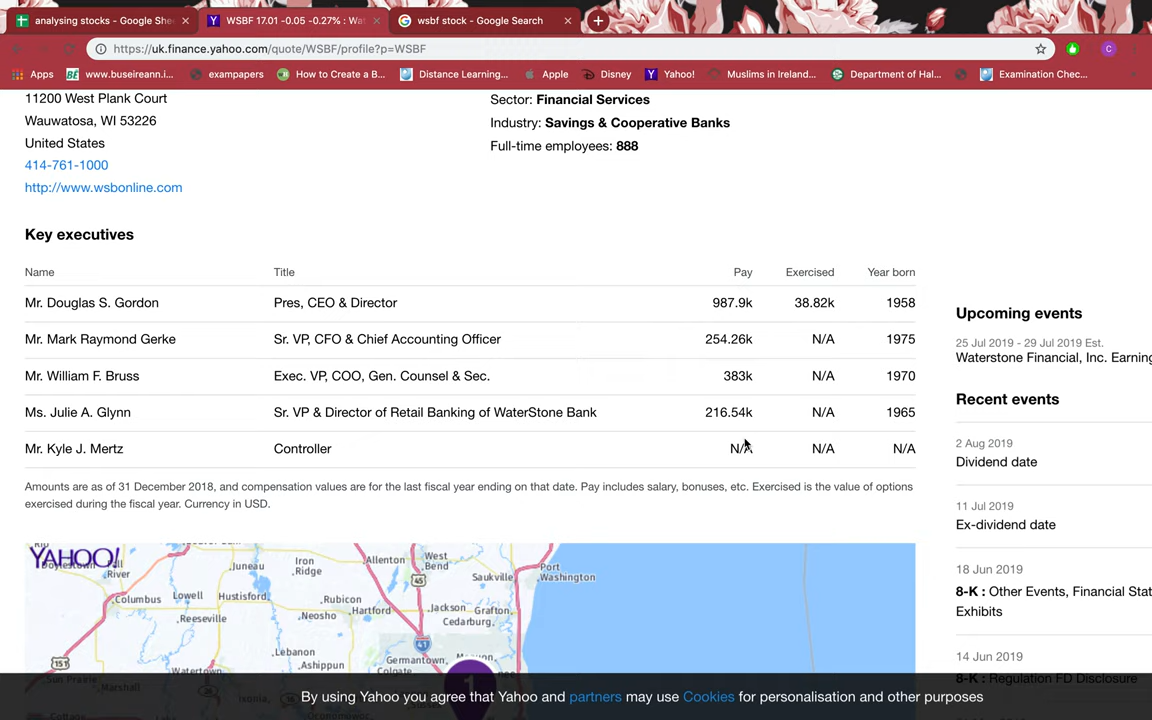 analysing stocks - Google She
WSBF 17.01 -0.05 -0.27% : Wat
wsbf stock - Google Search
https://uk.finance.yahoo.com/quote/WSBF/profile?p=WSBF
C
Apps
www.buseireann.i...
exampapers
How to Create a B...
Distance Learning...
Apple
Disney
Yahoo!
Muslims in Ireland...
Department of Hal...
Examination Chec...
11200 West Plank Court
Wauwatosa, WI 53226
United States
414-761-1000
http://www.wsbonline.com
Sector: Financial Services
Industry: Savings & Cooperative Banks
Full-time employees: 888
Key executives
Name Title Pay Exercised Year born
Mr. Douglas S. Gordon Pres, CEO & Director 987.9k 38.82k 1958
Mr. Mark Raymond Gerke Sr. VP, CFO & Chief Accounting Officer 254.26k N/A 1975
Mr. William F. Bruss Exec. VP, COO, Gen. Counsel & Sec. 383k N/A 1970
Ms. Julie A. Glynn Sr. VP & Director of Retail Banking of WaterStone Bank 216.54k N/A 1965
Mr. Kyle J. Mertz Controller N/A N/A N/A
Amounts are as of 31 December 2018, and compensation values are for the last fiscal year ending on that date. Pay includes salary, bonuses, etc. Exercised is the value of options
exercised during the fiscal year. Currency in USD.
Upcoming events
25 Jul 2019 - 29 Jul 2019 Est.
Waterstone Financial, Inc. Earning
Recent events
2 Aug 2019
Dividend date
11 Jul 2019
Ex-dividend date
18 Jun 2019
8-K : Other Events, Financial Stat
Exhibits
14 Jun 2019
8-K : Regulation FD Disclosure
YAHOO!
River
Juneau
Iron
Ridge
Allenton
West
Bend
45
Port
Washington
Saukville
Columbus
Lowell
Hustisford
Rubicon
Hartford
Jackson
Grafton
Cedarburg
Reeseville
Neosho
Lebanon
Ashippun
43
Germantown
151
Watertown
Marshall
Ixonia
1
By using Yahoo you agree that Yahoo and partners may use Cookies for personalisation and other purposes